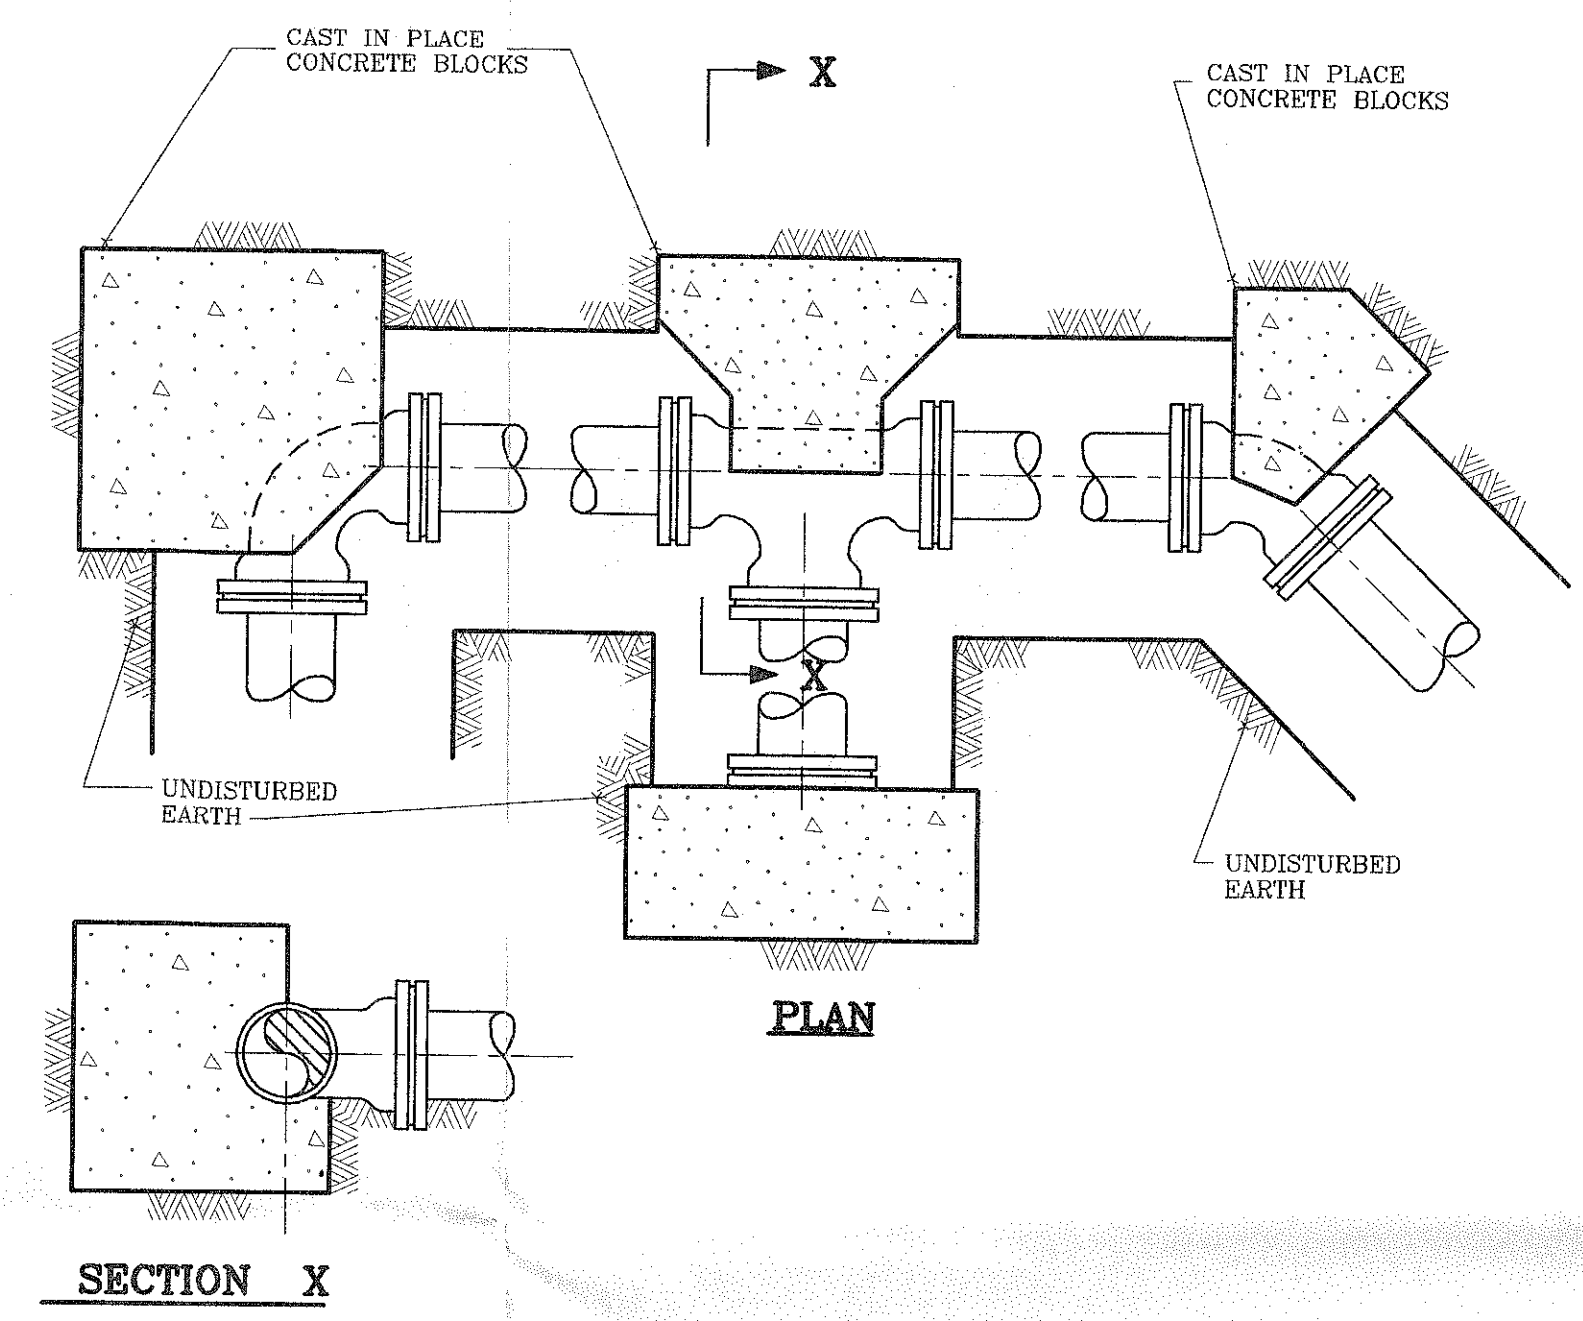 CAST IN PLACE
CONCRETE BLOCKS
X
CAST IN PLACE
CONCRETE BLOCKS
X
UNDISTURBED
EARTH
UNDISTURBED
EARTH
PLAN
SECTION X